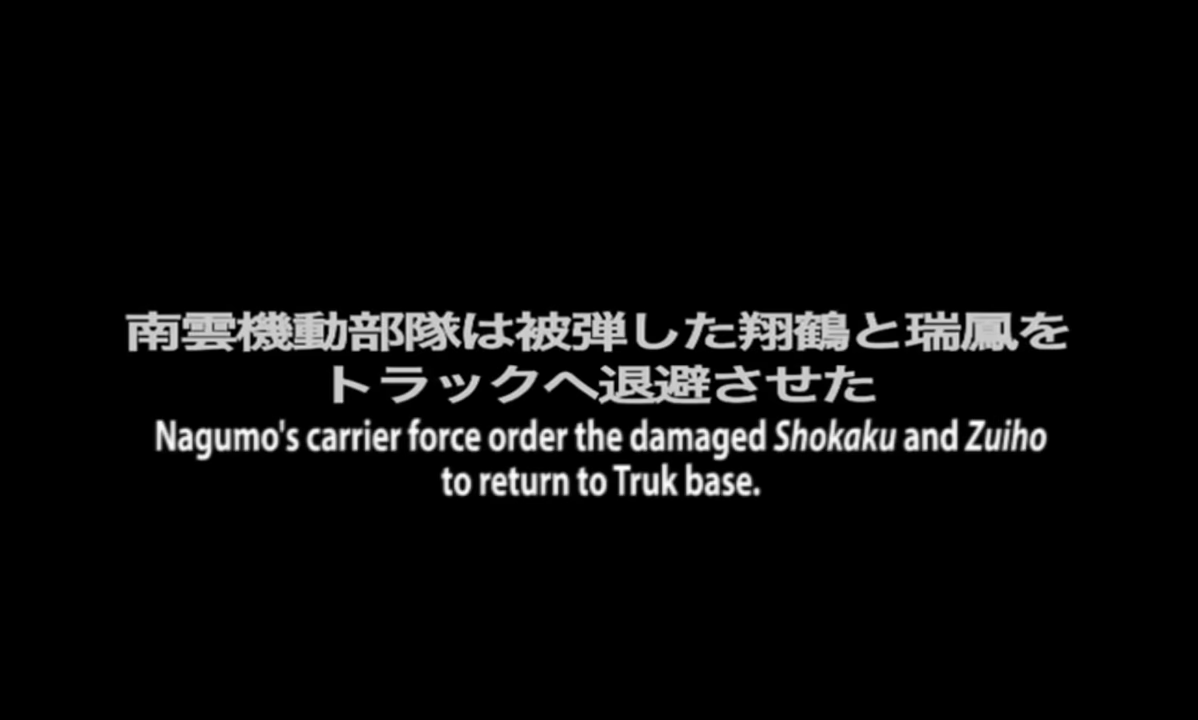 南雲機動部隊は被弾した翔鶴と瑞鳳を
トラックへ退避させた
Nagumo's carrier force order the damaged Shokaku and Zuiho
to return to Truk base.